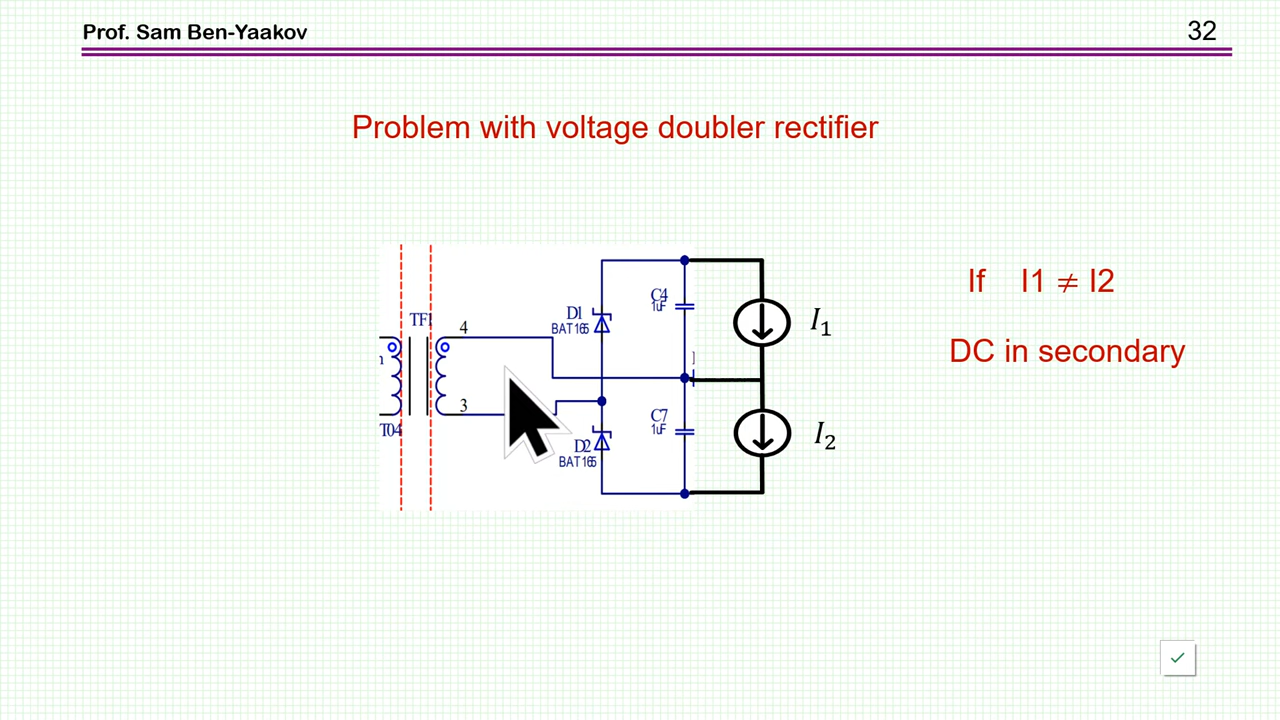 Prof. Sam Ben-Yaakov
32
Problem with voltage doubler rectifier
If I1 ≠ I2
DC in secondary
TF1
4
3
T04
D1
BAT165
C4
1uF
I₁
C7
1uF
D2
BAT165
I₂